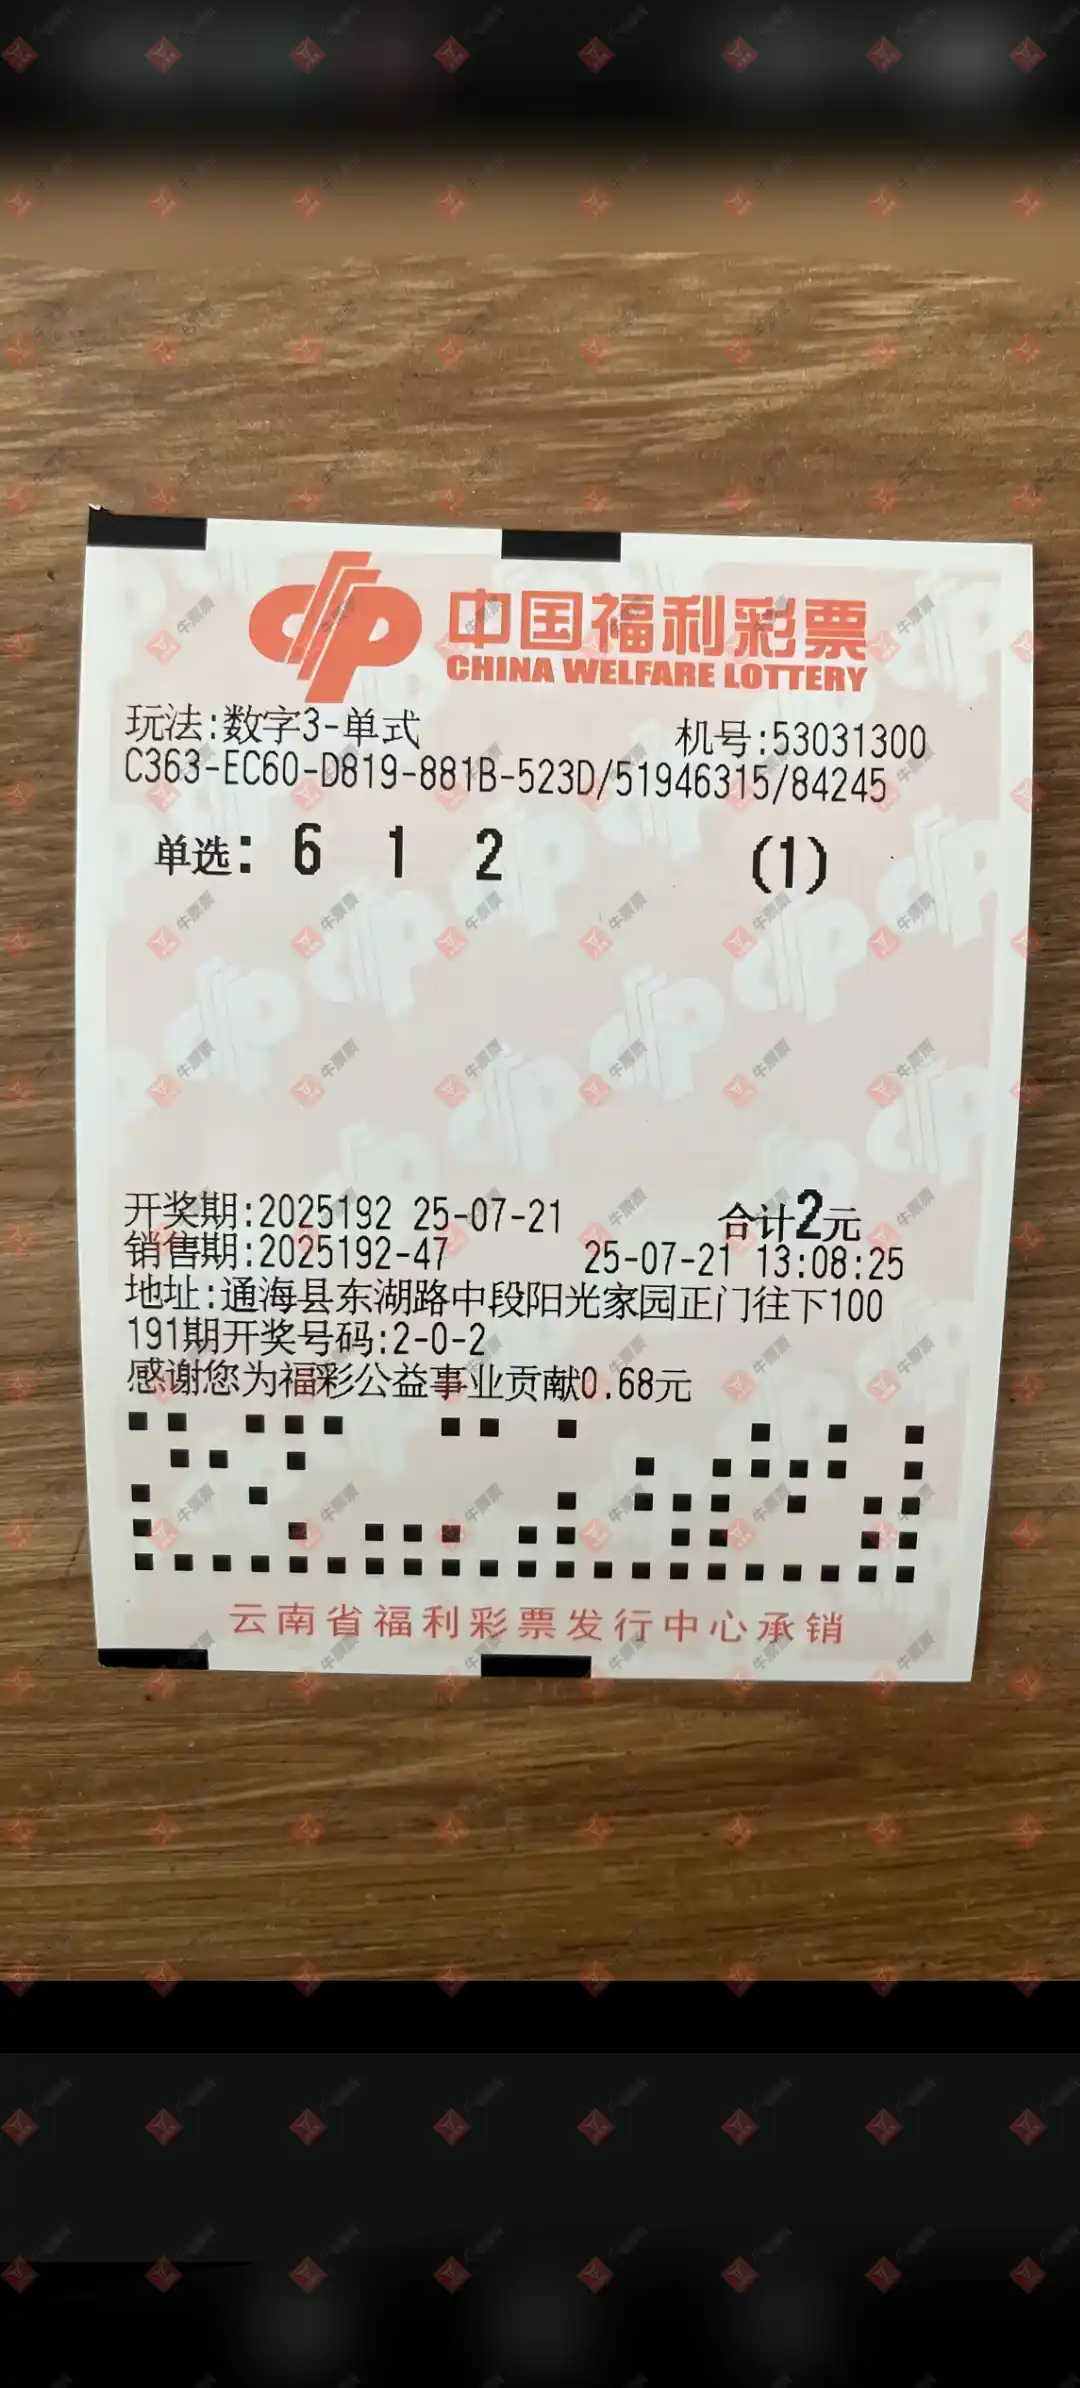 中国福利彩票
CHINA WELFARE LOTTERY
玩法:数字3-单式 机号:53031300
C363-EC60-D819-881B-523D/51946315/84245
单选: 6 1 2 (1)
开奖期:2025192 25-07-21 合计2元
销售期:2025192-47 25-07-21 13:08:25
地址:通海县东湖路中段阳光家园正门往下100
191期开奖号码:2-0-2
感谢您为福彩公益事业贡献0.68元
云南省福利彩票发行中心承销
牛票票